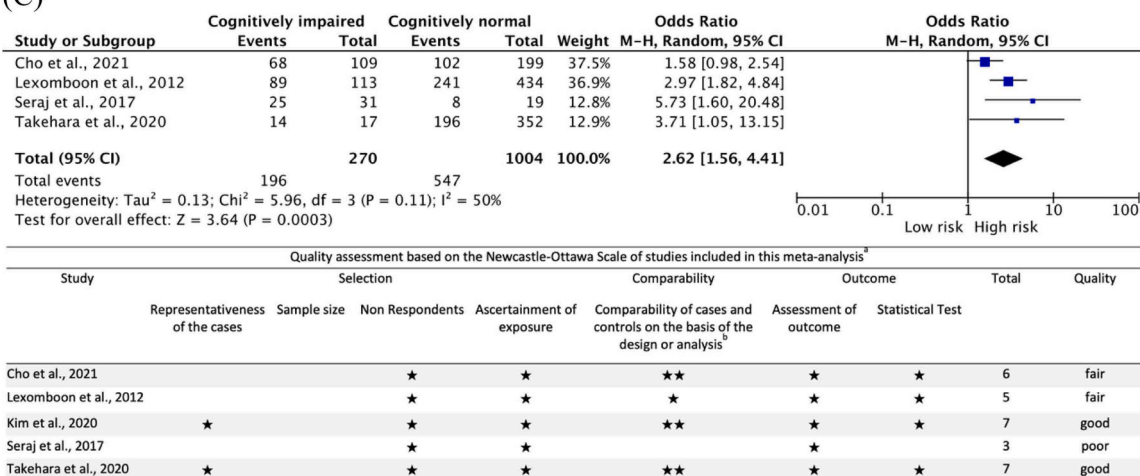 (C)
Cognitively impaired Cognitively normal Odds Ratio Odds Ratio
Study or Subgroup Events Total Events Total Weight M-H, Random, 95% CI M-H, Random, 95% CI
Cho et al., 2021 68 109 102 199 37.5% 1.58 [0.98, 2.54]
Lexomboon et al., 2012 89 113 241 434 36.9% 2.97 [1.82, 4.84]
Seraj et al., 2017 25 31 8 19 12.8% 5.73 [1.60, 20.48]
Takehara et al., 2020 14 17 196 352 12.9% 3.71 [1.05, 13.15]
Total (95% CI) 270 1004 100.0% 2.62 [1.56, 4.41]
Total events 196 547
Heterogeneity: Tau² = 0.13; Chi² = 5.96, df = 3 (P = 0.11); I² = 50%
Test for overall effect: Z = 3.64 (P = 0.0003)
0.01 0.1 1 10 100
Low risk High risk
Quality assessment based on the Newcastle-Ottawa Scale of studies included in this meta-analysis^a
Study Selection Comparability Outcome Total Quality
Representativeness Sample size Non Respondents Ascertainment of Comparability of cases and Assessment of Statistical Test
of the cases exposure controls on the basis of the outcome
design or analysis^b
Cho et al., 2021 ★ ★ ★★ ★ ★ 6 fair
Lexomboon et al., 2012 ★ ★ ★ ★ ★ 5 fair
Kim et al., 2020 ★ ★ ★ ★★ ★ ★ 7 good
Seraj et al., 2017 ★ ★ ★ 3 poor
Takehara et al., 2020 ★ ★ ★ ★★ ★ ★ 7 good